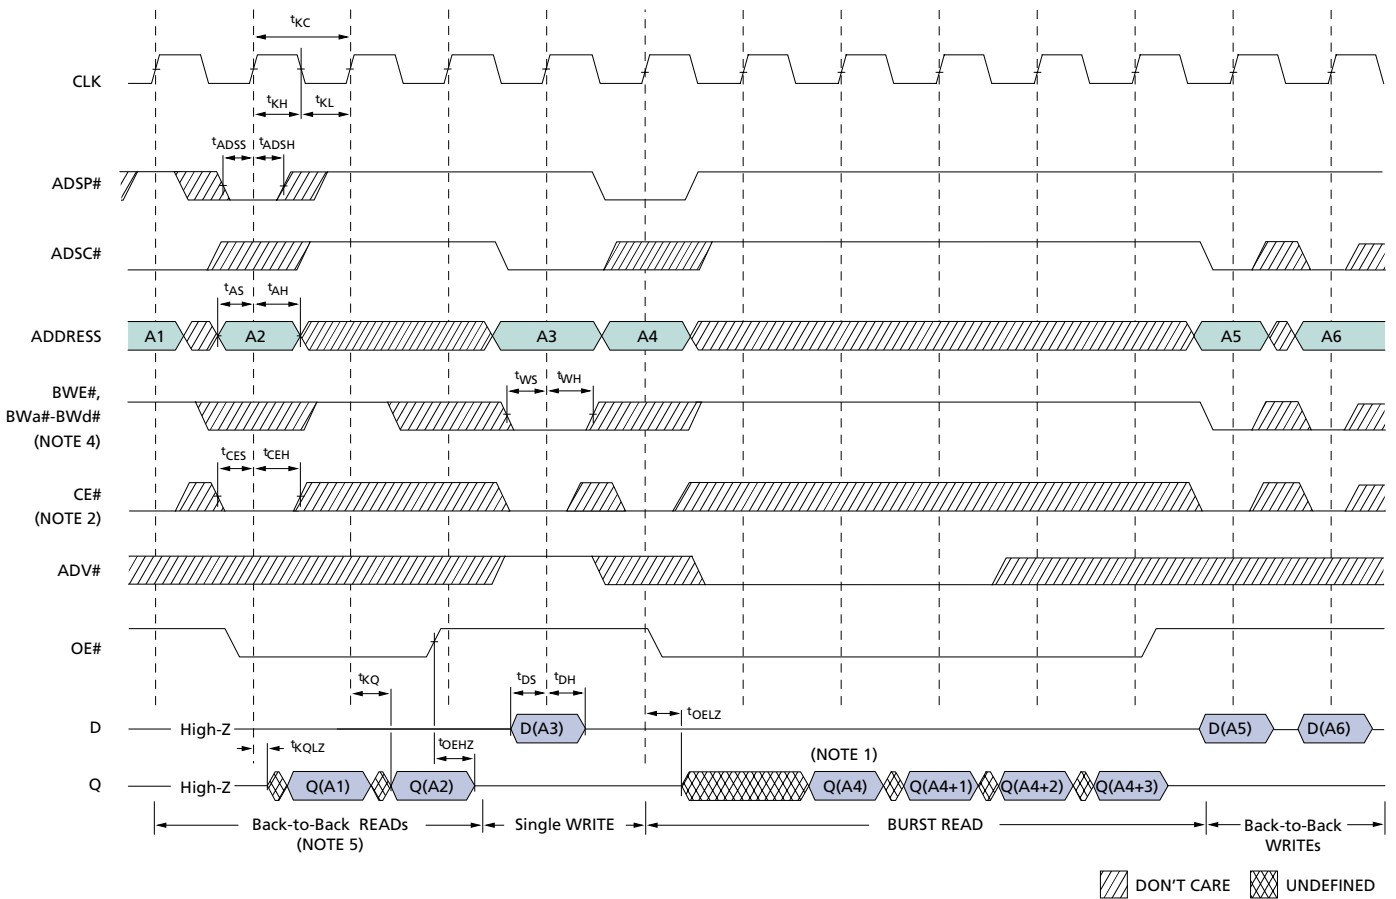 tKC
CLK
tKH
tKL
tADSS
tADSH
ADSP#
ADSC#
tAS
tAH
ADDRESS
A1
A2
A3
A4
A5
A6
BWE#,
BWa#-BWd#
(NOTE 4)
tWS
tWH
tCES
tCEH
CE#
(NOTE 2)
ADV#
OE#
tKQ
tDS
tDH
tOELZ
D
High-Z
D(A3)
D(A5)
D(A6)
tKQLZ
tOEHZ
(NOTE 1)
Q
High-Z
Q(A1)
Q(A2)
Q(A4)
Q(A4+1)
Q(A4+2)
Q(A4+3)
Back-to-Back READs
(NOTE 5)
Single WRITE
BURST READ
Back-to-Back
WRITEs
DON'T CARE
UNDEFINED